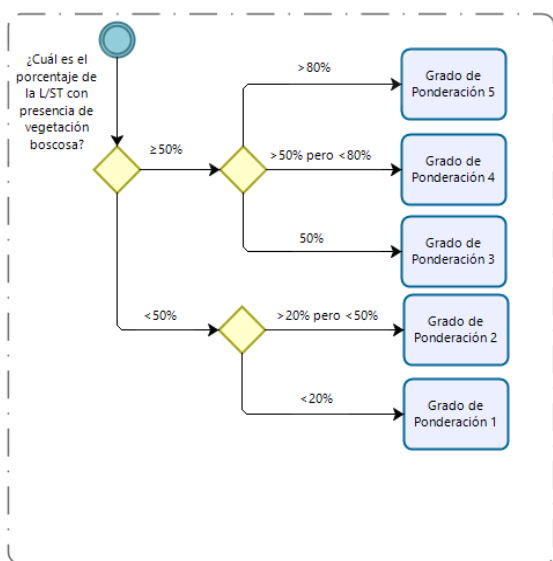 ¿Cuál es el
porcentaje de
la L/ST con
presencia de
vegetación
boscosa?
≥50%
>80%
Grado de
Ponderación 5
>50% pero <80%
Grado de
Ponderación 4
50%
Grado de
Ponderación 3
<50%
>20% pero <50%
Grado de
Ponderación 2
<20%
Grado de
Ponderación 1